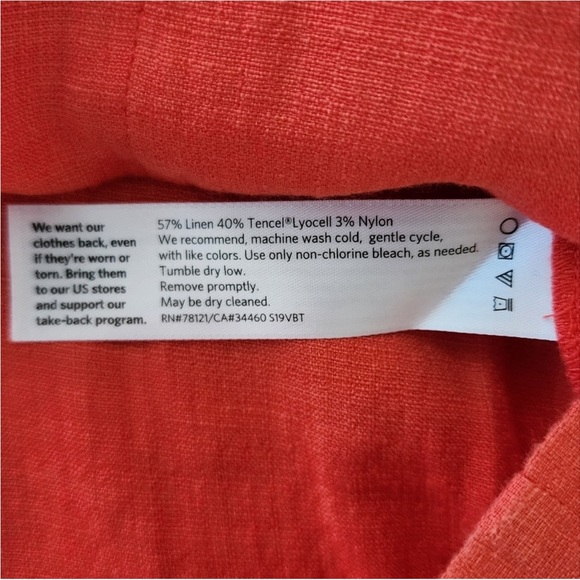 We want our
clothes back, even
if they're worn or
torn. Bring them
to our US stores
and support our
take-back program.
57% Linen 40% Tencel®Lyocell 3% Nylon
We recommend, machine wash cold, gentle cycle,
with like colors. Use only non-chlorine bleach, as needed.
Tumble dry low.
Remove promptly.
May be dry cleaned.
RN#78121/CA#34460 S19VBT